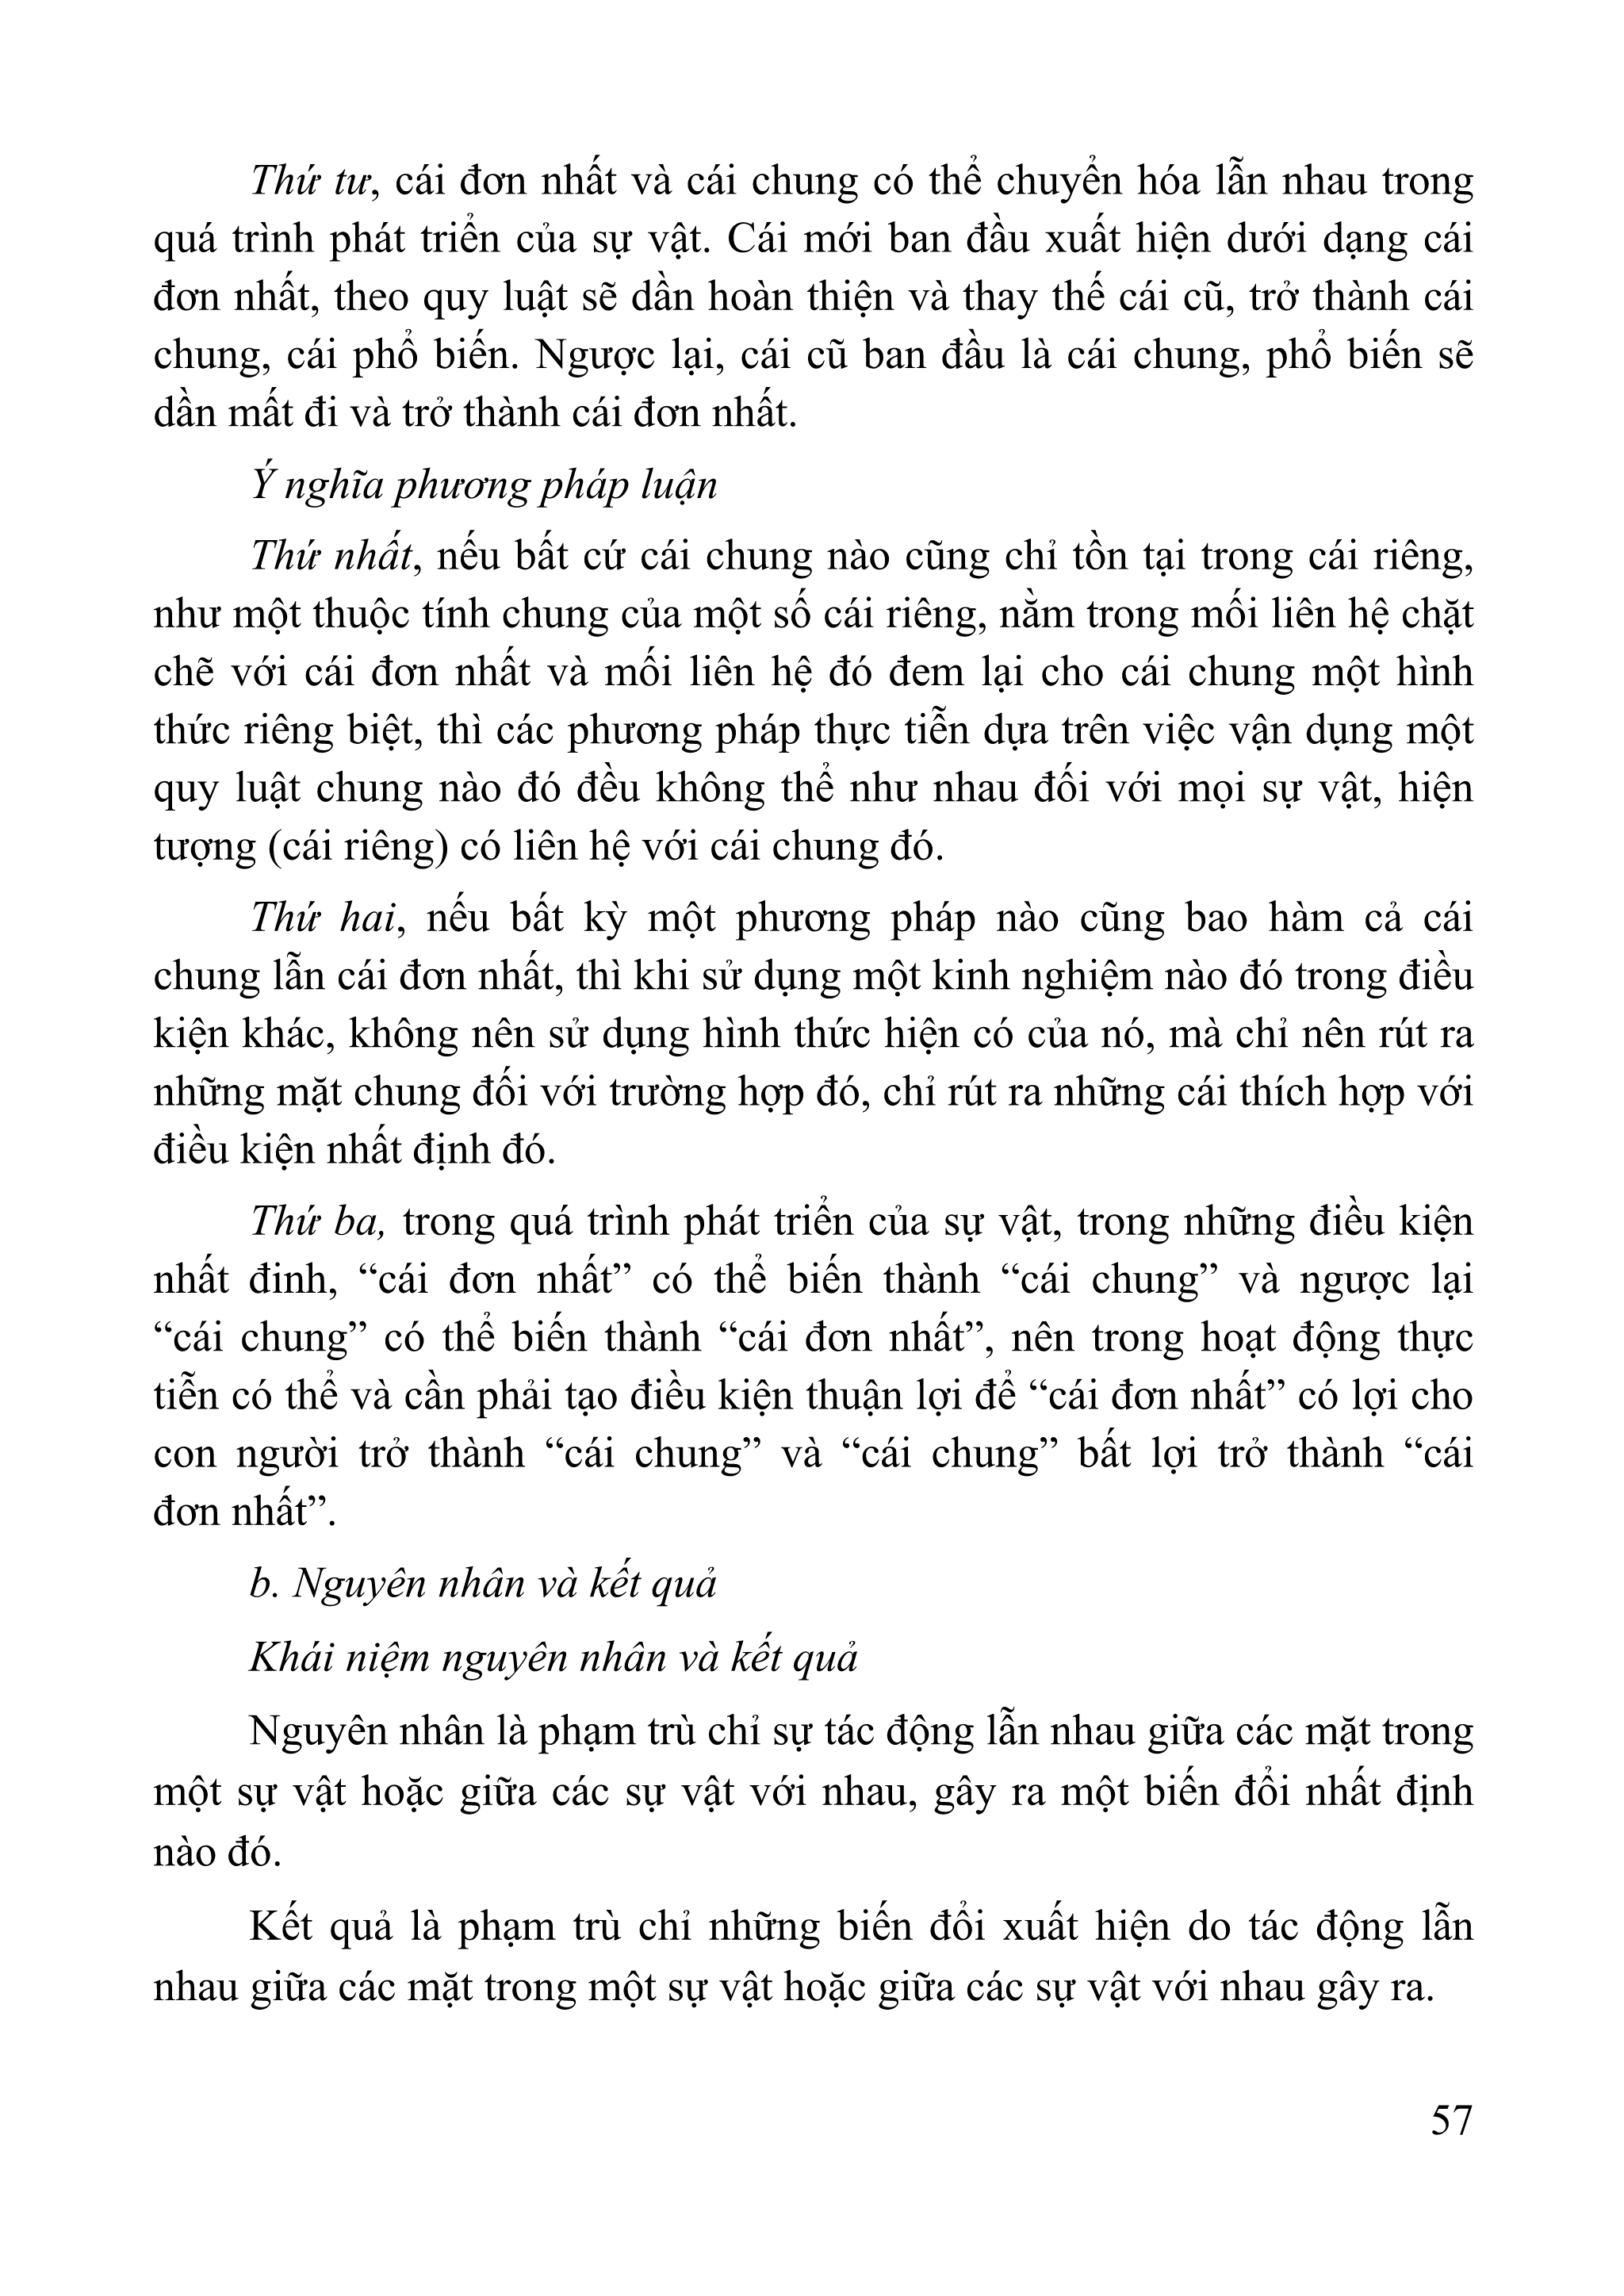 Thứ tư, cái đơn nhất và cái chung có thể chuyển hóa lẫn nhau trong
quá trình phát triển của sự vật. Cái mới ban đầu xuất hiện dưới dạng cái
đơn nhất, theo quy luật sẽ dần hoàn thiện và thay thế cái cũ, trở thành cái
chung, cái phổ biến. Ngược lại, cái cũ ban đầu là cái chung, phổ biến sẽ
dần mất đi và trở thành cái đơn nhất.
Ý nghĩa phương pháp luận
Thứ nhất, nếu bất cứ cái chung nào cũng chỉ tồn tại trong cái riêng,
như một thuộc tính chung của một số cái riêng, nằm trong mối liên hệ chặt
chẽ với cái đơn nhất và mối liên hệ đó đem lại cho cái chung một hình
thức riêng biệt, thì các phương pháp thực tiễn dựa trên việc vận dụng một
quy luật chung nào đó đều không thể như nhau đối với mọi sự vật, hiện
tượng (cái riêng) có liên hệ với cái chung đó.
Thứ hai, nếu bất kỳ một phương pháp nào cũng bao hàm cả cái
chung lẫn cái đơn nhất, thì khi sử dụng một kinh nghiệm nào đó trong điều
kiện khác, không nên sử dụng hình thức hiện có của nó, mà chỉ nên rút ra
những mặt chung đối với trường hợp đó, chỉ rút ra những cái thích hợp với
điều kiện nhất định đó.
Thứ ba, trong quá trình phát triển của sự vật, trong những điều kiện
nhất đinh, “cái đơn nhất” có thể biến thành “cái chung” và ngược lại
“cái chung” có thể biến thành “cái đơn nhất”, nên trong hoạt động thực
tiễn có thể và cần phải tạo điều kiện thuận lợi để “cái đơn nhất” có lợi cho
con người trở thành “cái chung” và “cái chung” bất lợi trở thành “cái
đơn nhất”.
b. Nguyên nhân và kết quả
Khái niệm nguyên nhân và kết quả
Nguyên nhân là phạm trù chỉ sự tác động lẫn nhau giữa các mặt trong
một sự vật hoặc giữa các sự vật với nhau, gây ra một biến đổi nhất định
nào đó.
Kết quả là phạm trù chỉ những biến đổi xuất hiện do tác động lẫn
nhau giữa các mặt trong một sự vật hoặc giữa các sự vật với nhau gây ra.
57